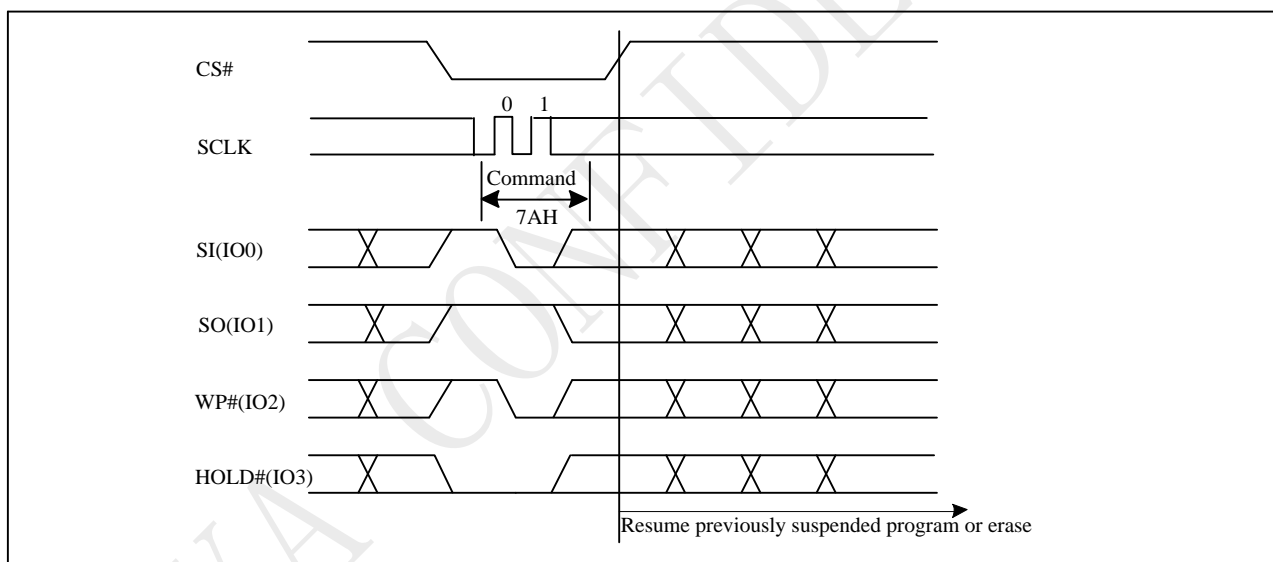 CS#
0 1
SCLK
Command
7AH
SI(IO0)
SO(IO1)
WP#(IO2)
HOLD#(IO3)
Resume previously suspended program or erase
CONFIDE